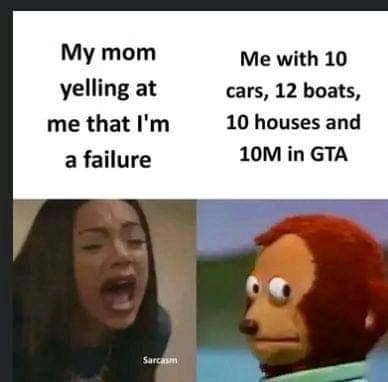 My mom
yelling at
me that I'm
a failure
Me with 10
cars, 12 boats,
10 houses and
10M in GTA
Sarcasm